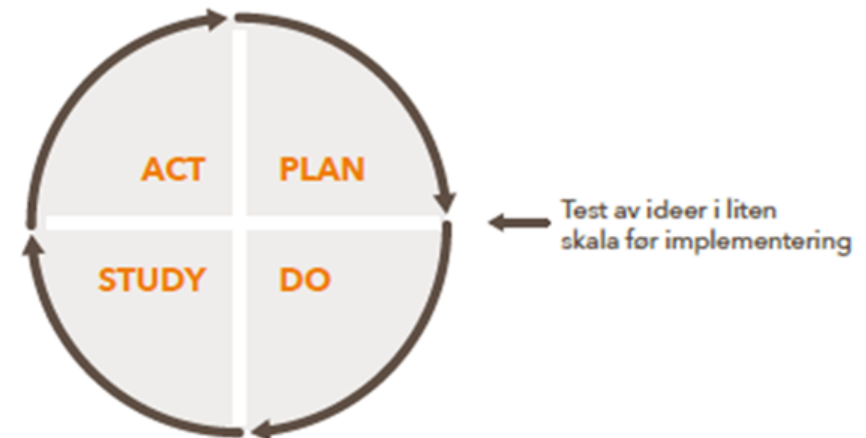 ACT
PLAN
STUDY
DO
Test av ideer i liten
skala før implementering